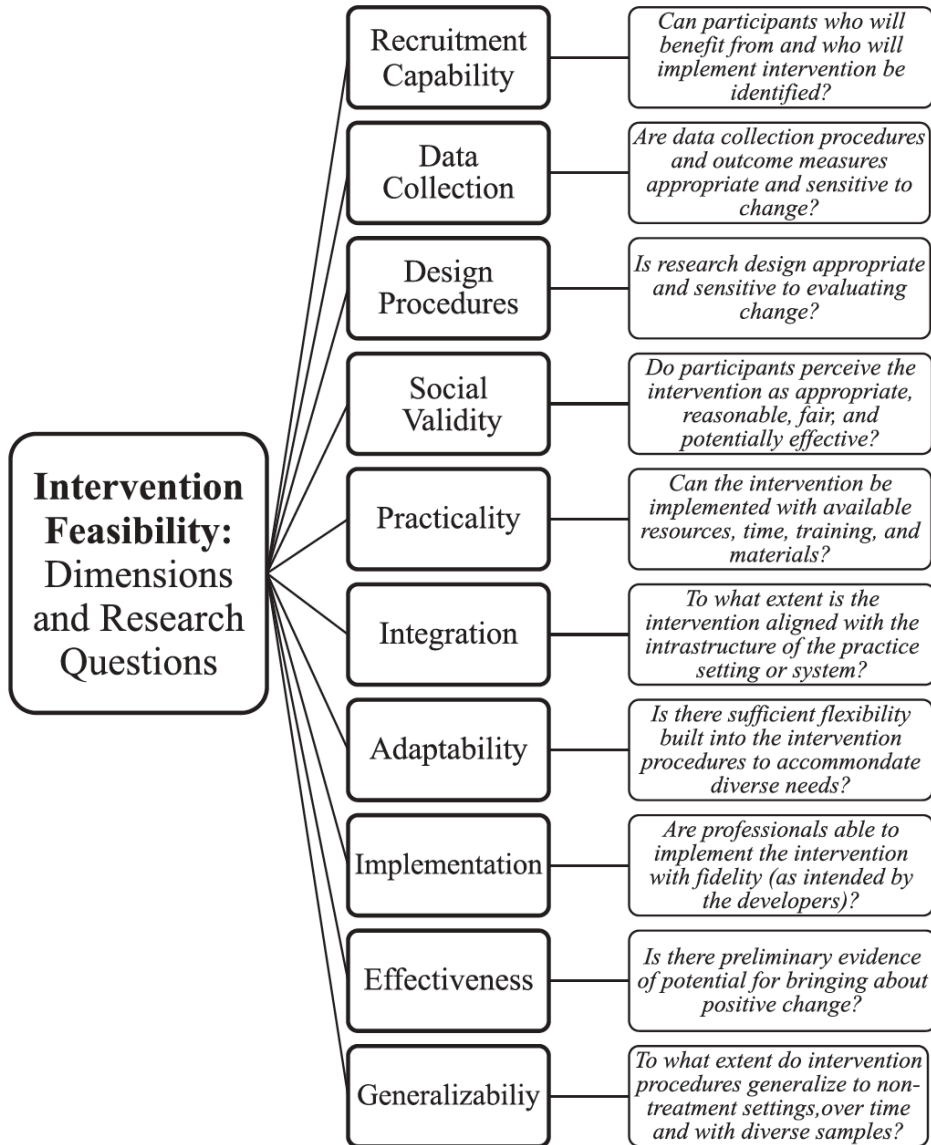 Recruitment
Capability
Can participants who will
benefit from and who will
implement intervention be
identified?
Data
Collection
Are data collection procedures
and outcome measures
appropriate and sensitive to
change?
Design
Procedures
Is research design appropriate
and sensitive to evaluating
change?
Social
Validity
Do participants perceive the
intervention as appropriate,
reasonable, fair, and
potentially effective?
Intervention
Feasibility:
Dimensions
and Research
Questions
Practicality
Can the intervention be
implemented with available
resources, time, training, and
materials?
Integration
To what extent is the
intervention aligned with the
intrastructure of the practice
setting or system?
Adaptability
Is there sufficient flexibility
built into the intervention
procedures to accommondate
diverse needs?
Implementation
Are professionals able to
implement the intervention
with fidelity (as intended by
the developers)?
Effectiveness
Is there preliminary evidence
of potential for bringing about
positive change?
Generalizabiliy
To what extent do intervention
procedures generalize to non-
treatment settings,over time
and with diverse samples?